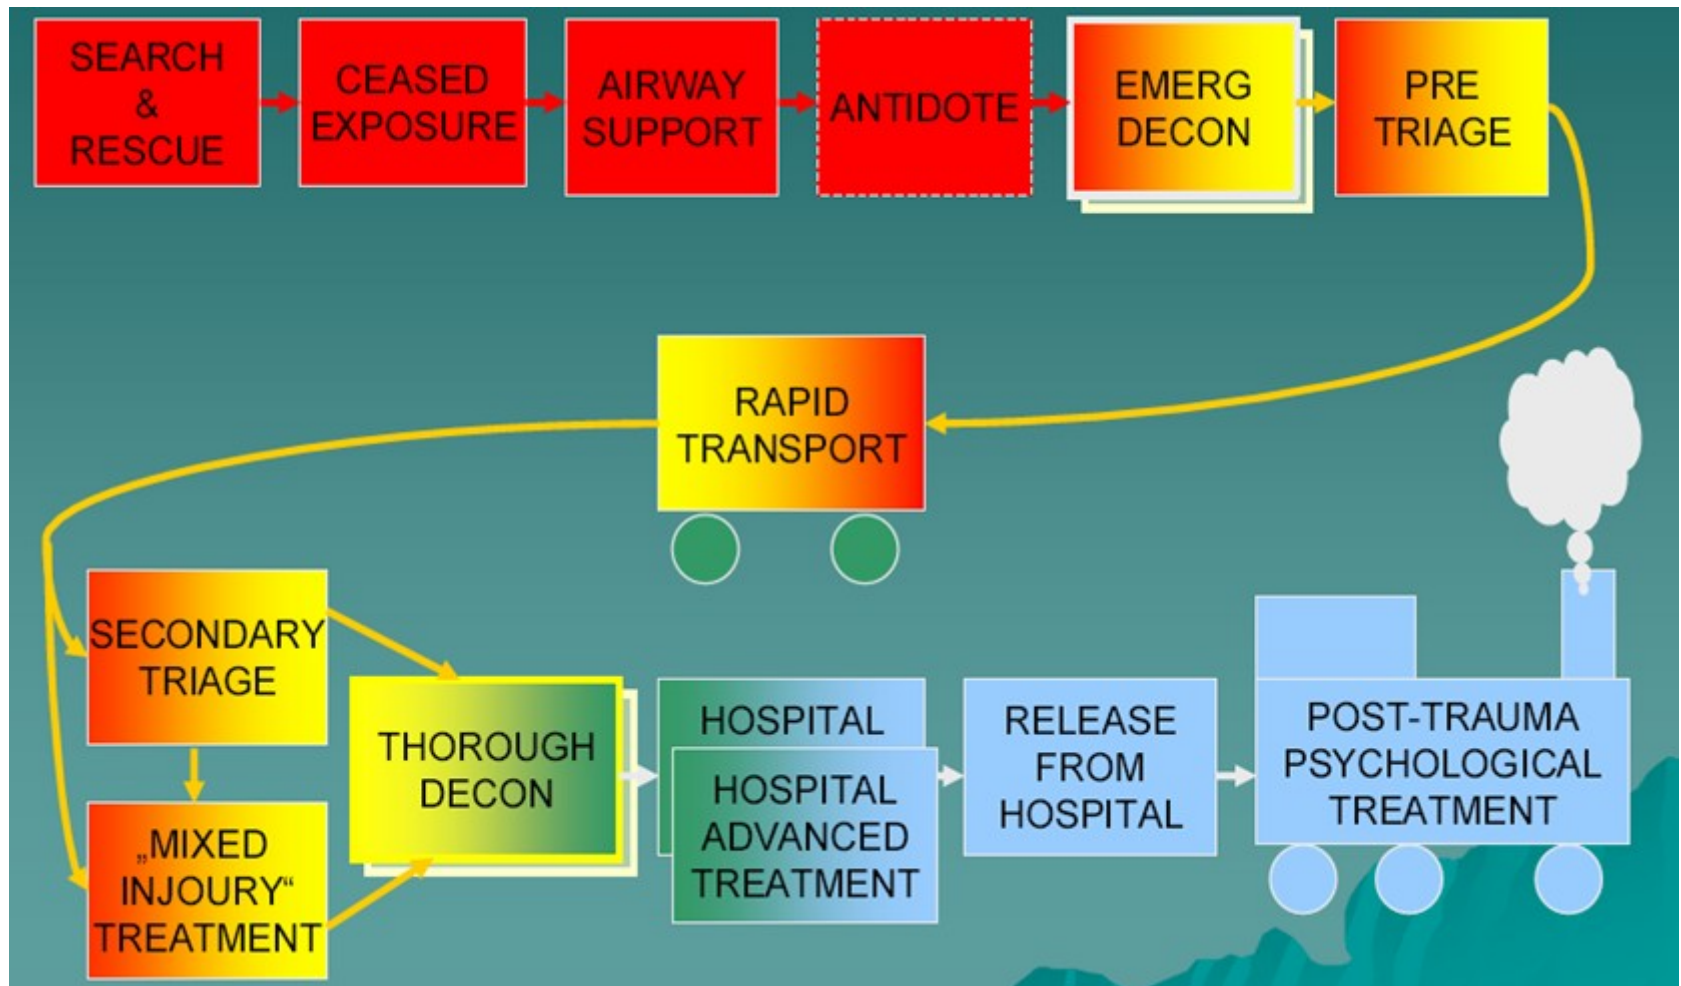 SEARCH
&
RESCUE
CEASED
EXPOSURE
AIRWAY
SUPPORT
ANTIDOTE
EMERG
DECON
PRE
TRIAGE
RAPID
TRANSPORT
SECONDARY
TRIAGE
„MIXED
INJOURY“
TREATMENT
THOROUGH
DECON
HOSPITAL
HOSPITAL
ADVANCED
TREATMENT
RELEASE
FROM
HOSPITAL
POST-TRAUMA
PSYCHOLOGICAL
TREATMENT